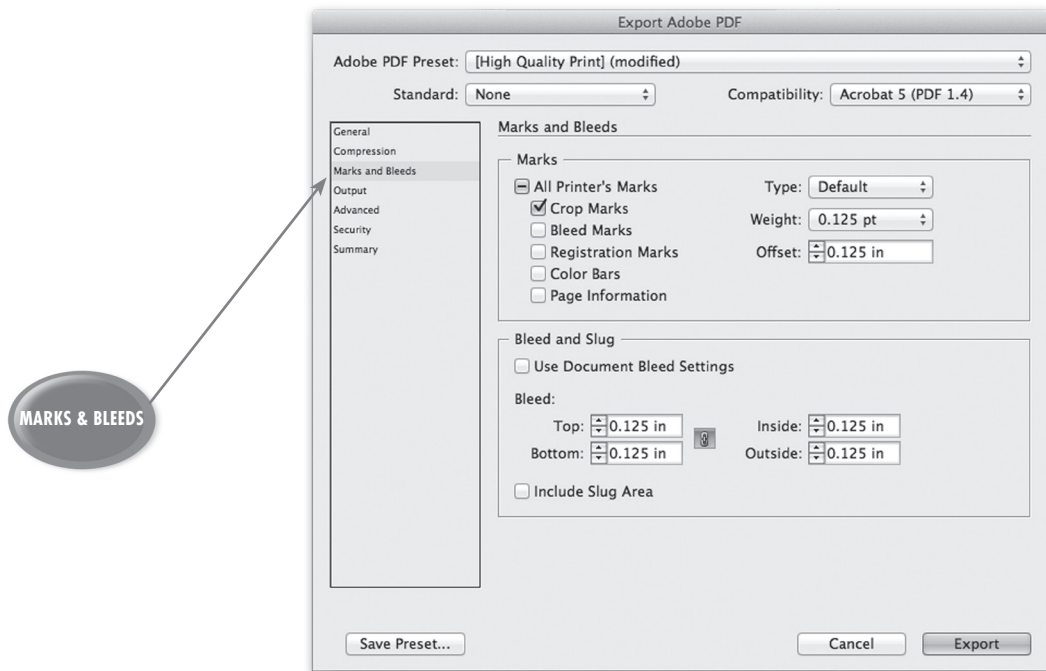 Export Adobe PDF
Adobe PDF Preset: [High Quality Print] (modified)
Standard: None Compatibility: Acrobat 5 (PDF 1.4)
General
Compression
Marks and Bleeds
Output
Advanced
Security
Summary
Marks and Bleeds
Marks
All Printer's Marks
Crop Marks
Bleed Marks
Registration Marks
Color Bars
Page Information
Type: Default
Weight: 0.125 pt
Offset: 0.125 in
Bleed and Slug
Use Document Bleed Settings
Bleed:
Top: 0.125 in Inside: 0.125 in
Bottom: 0.125 in Outside: 0.125 in
Include Slug Area
MARKS & BLEEDS
Save Preset... Cancel Export